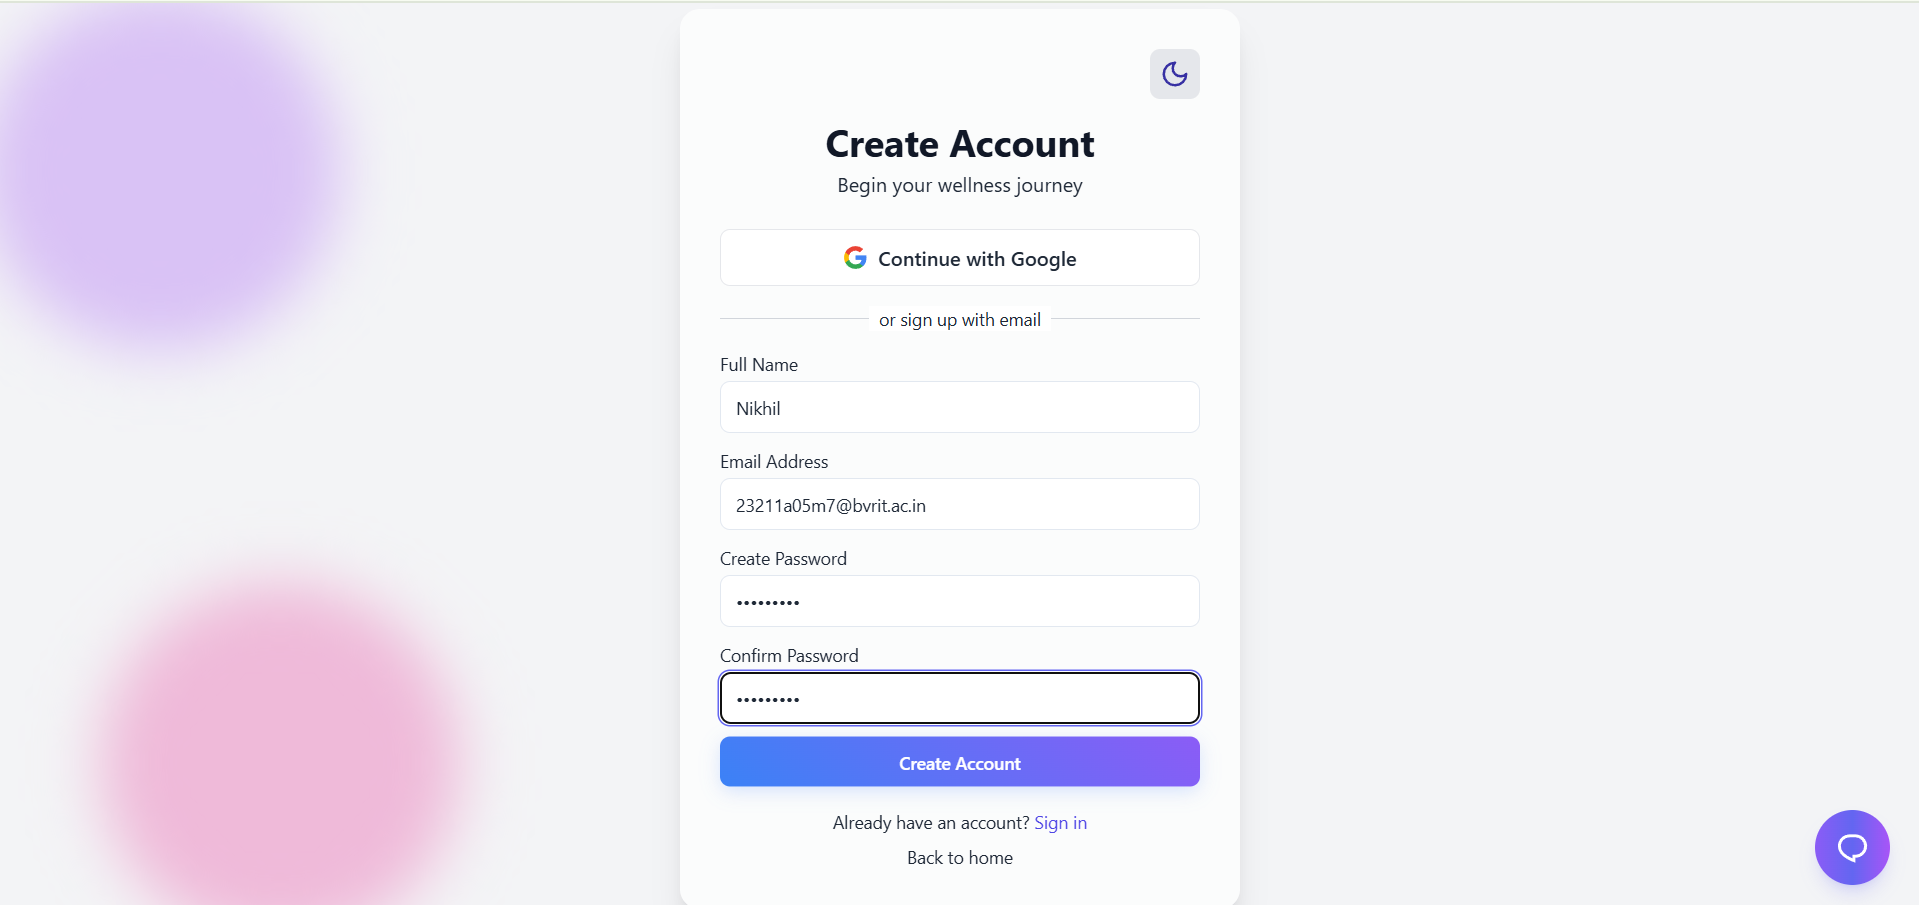 Create Account
Begin your wellness journey
Continue with Google
or sign up with email
Full Name
Nikhil
Email Address
23211a05m7@bvrit.ac.in
Create Password
•••••••••
Confirm Password
•••••••••
Create Account
Already have an account? Sign in
Back to home